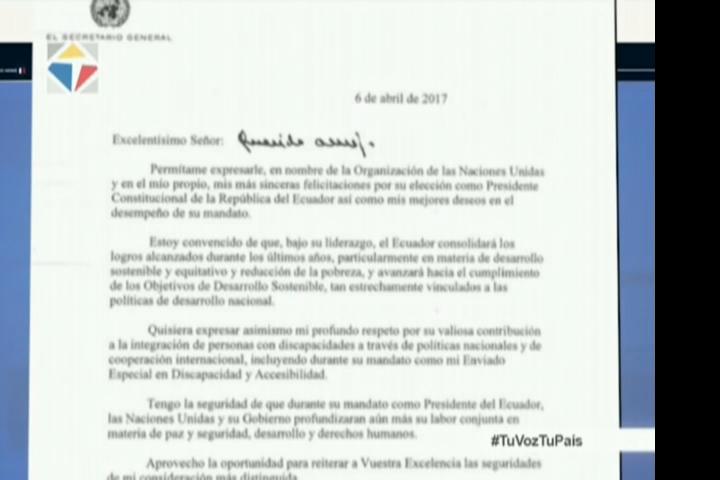 EL SECRETARIO GENERAL
6 de abril de 2017
Excelentísimo Señor: Querido amigo.
Permítame expresarle, en nombre de la Organización de las Naciones Unidas
y en el mío propio, mis más sinceras felicitaciones por su elección como Presidente
Constitucional de la República del Ecuador así como mis mejores deseos en el
desempeño de su mandato.
Estoy convencido de que, bajo su liderazgo, el Ecuador consolidará los
logros alcanzados durante los últimos años, particularmente en materia de desarrollo
sostenible y equitativo y reducción de la pobreza, y avanzará hacia el cumplimiento
de los Objetivos de Desarrollo Sostenible, tan estrechamente vinculados a las
políticas de desarrollo nacional.
Quisiera expresar asimismo mi profundo respeto por su valiosa contribución
a la integración de personas con discapacidades a través de políticas nacionales y de
cooperación internacional, incluyendo durante su mandato como mi Enviado
Especial en Discapacidad y Accesibilidad.
Tengo la seguridad de que durante su mandato como Presidente del Ecuador,
las Naciones Unidas y su Gobierno profundizaran aún más su labor conjunta en
materia de paz y seguridad, desarrollo y derechos humanos.
#TuVozTuPaís
Aprovecho la oportunidad para reiterar a Vuestra Excelencia las seguridades
de mi consideración más distinguida.